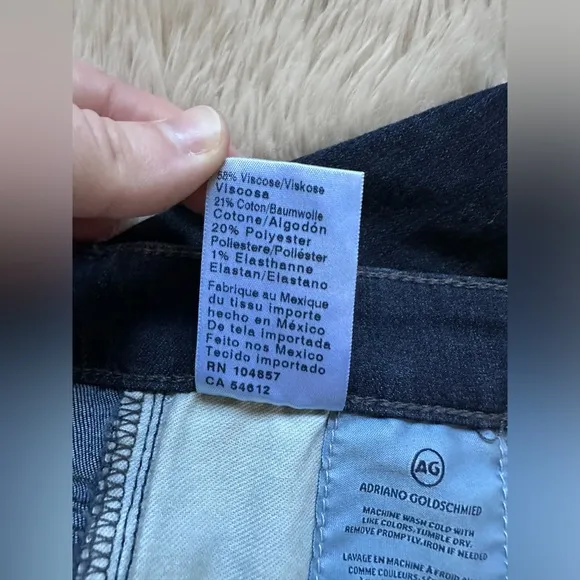 58% Viscose/Viskose
Viscosa
21% Coton/Baumwolle
Cotone/Algodón
20% Polyester
Poliestere/Poliéster
1% Elasthanne
Elastan/Elastano
Fabrique au Mexique
du tissu importe
hecho en México
De tela importada
Feito nos Mexico
Tecido importado
RN 104857
CA 54612
AG
ADRIANO GOLDSCHMIED
MACHINE WASH COLD WITH
LIKE COLORS, TUMBLE DRY.
REMOVE PROMPTLY, IRON IF
LAVAGE EN MACHINE À
COMME COULEURS,